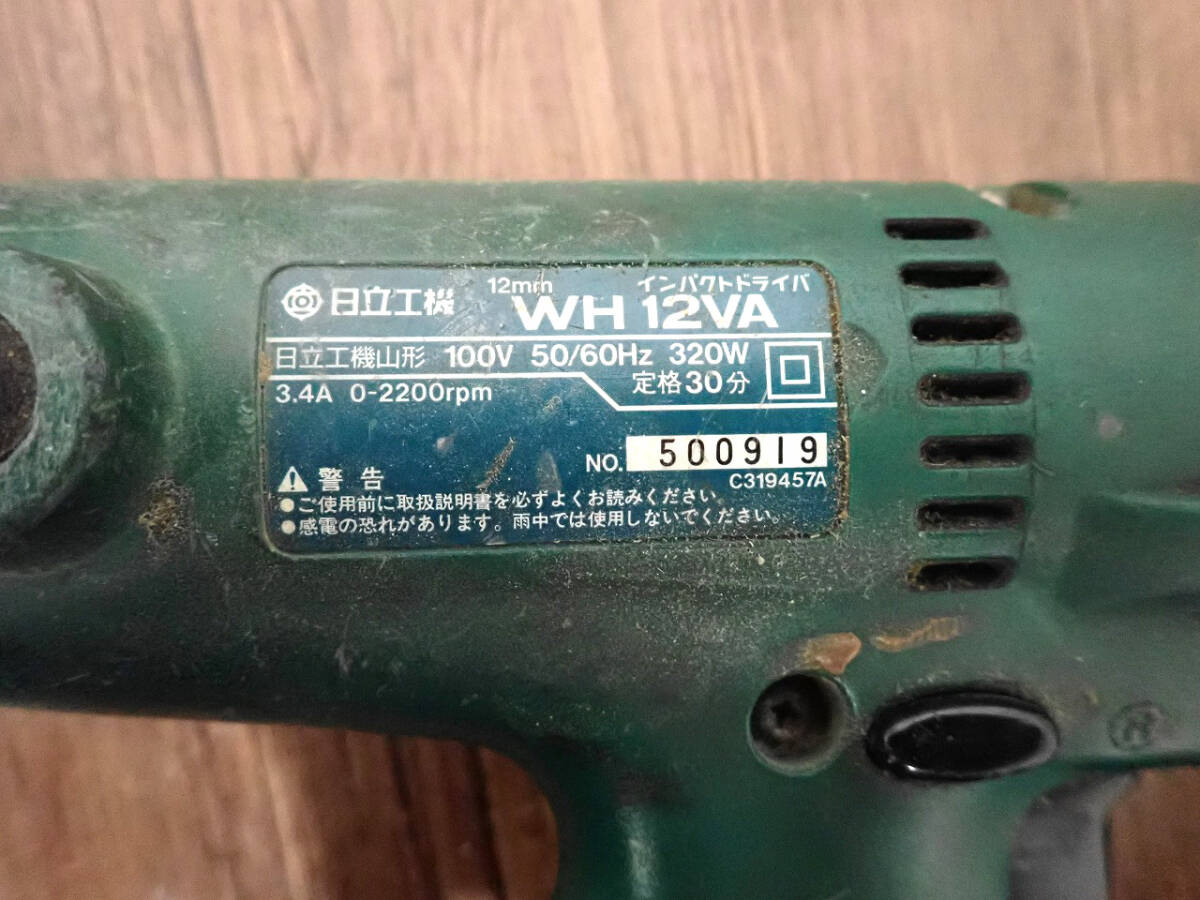 日立工機 12mm インパクトドライバ
WH 12VA
日立工機山形 100V 50/60Hz 320W
3.4A 0-2200rpm 定格30分
NO. 500919
C319457A
警告
●ご使用前に取扱説明書を必ずよくお読みください。
●感電の恐れがあります。雨中では使用しないでください。
R